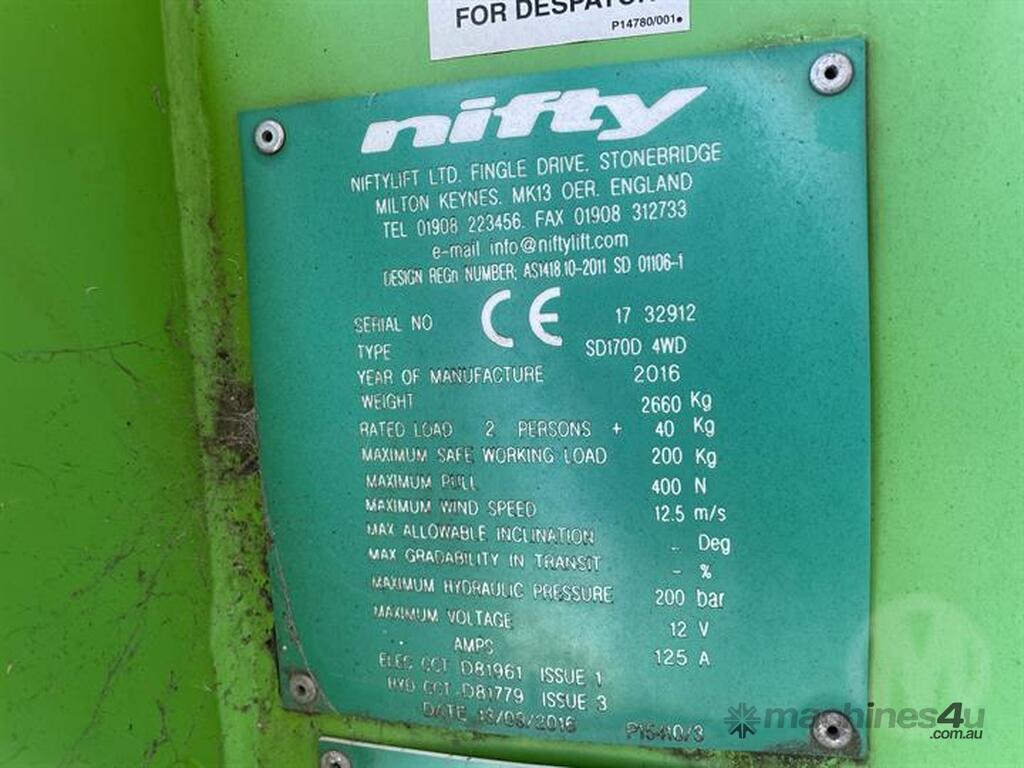 FOR DESPATC
P14780/001●
nifty
NIFTYLIFT LTD. FINGLE DRIVE. STONEBRIDGE
MILTON KEYNES. MK13 OER. ENGLAND
TEL 01908 223456. FAX 01908 312733
e-mail info@niftylift.com
DESIGN REGn NUMBER; AS1418.10-2011 SD 01106-1
CE
SERIAL NO 17 32912
TYPE SD170D 4WD
YEAR OF MANUFACTURE 2016
WEIGHT 2660 Kg
RATED LOAD 2 PERSONS + 40 Kg
MAXIMUM SAFE WORKING LOAD 200 Kg
MAXIMUM PULL 400 N
MAXIMUM WIND SPEED 12.5 m/s
MAX ALLOWABLE INCLINATION - Deg
MAX GRADABILITY IN TRANSIT - %
MAXIMUM HYDRAULIC PRESSURE 200 bar
MAXIMUM VOLTAGE 12 V
AMPS 125 A
ELEC CCT D81961 ISSUE 1
HYD CCT D81779 ISSUE 3
DATE 2016 P15410/3
machines4u
.com.au